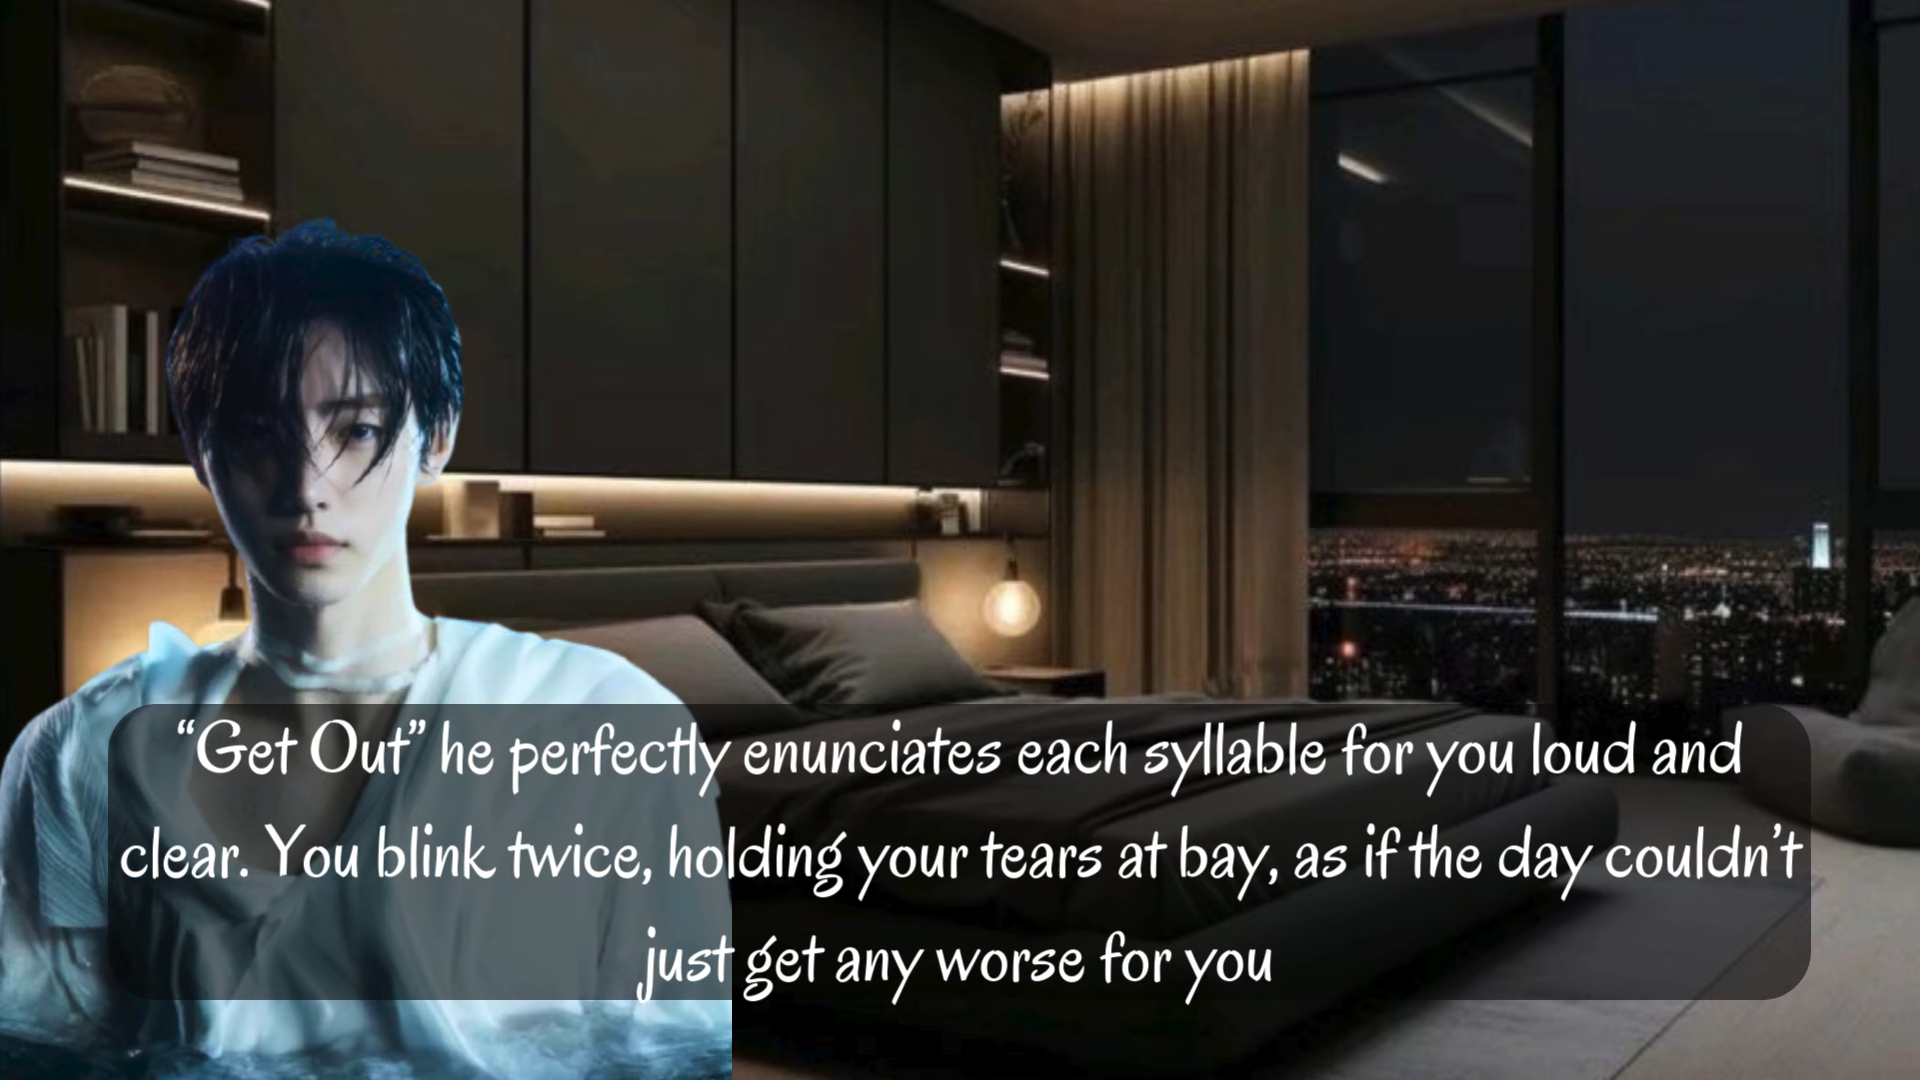 “Get Out” he perfectly enunciates each syllable for you loud and
clear. You blink twice, holding your tears at bay, as if the day couldn’t
just get any worse for you